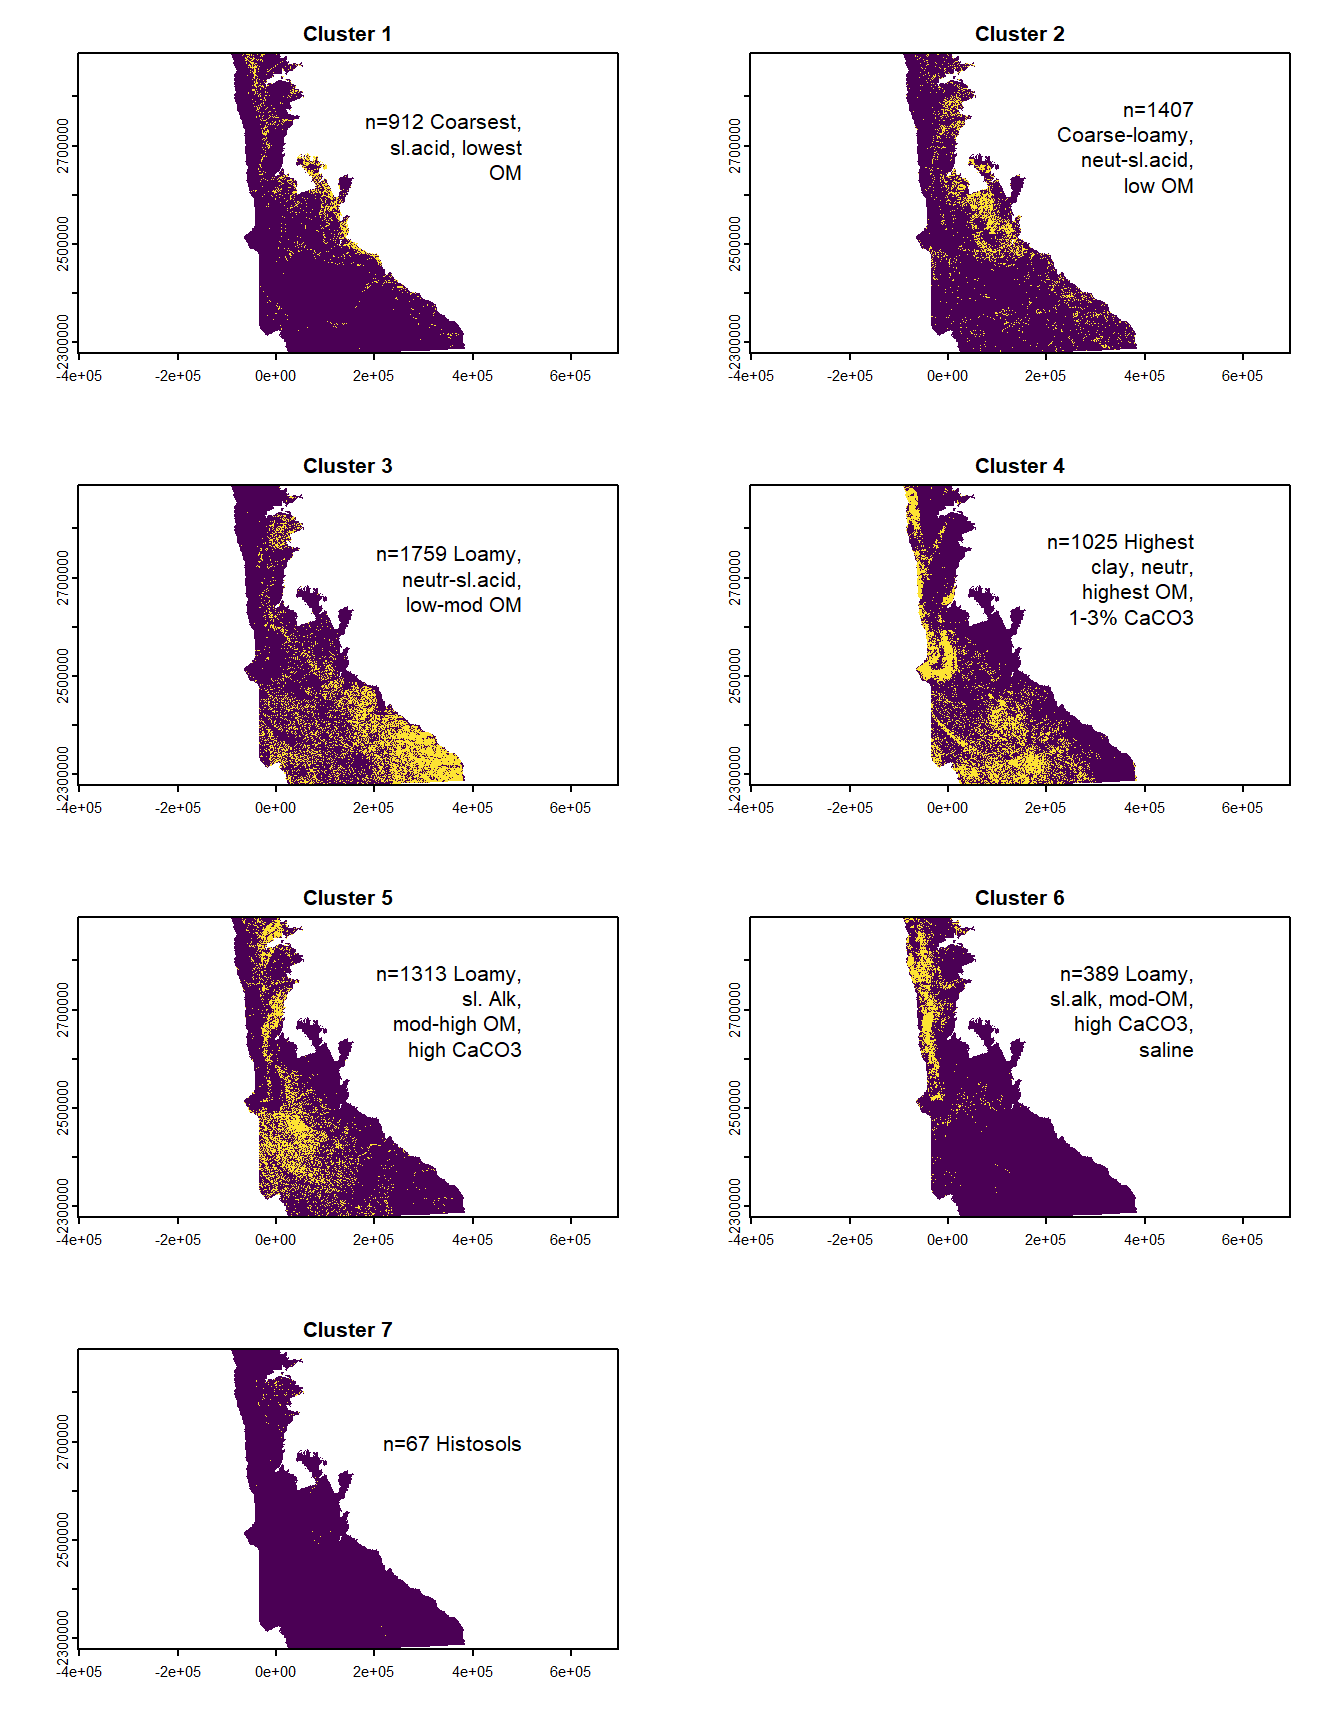 Cluster 1
n=912 Coarsest,
sl.acid, lowest
OM
2700000
2500000
2300000
-4e+05 -2e+05 0e+00 2e+05 4e+05 6e+05
Cluster 2
n=1407
Coarse-loamy,
neut-sl.acid,
low OM
2700000
2500000
2300000
-4e+05 -2e+05 0e+00 2e+05 4e+05 6e+05
Cluster 3
n=1759 Loamy,
neutr-sl.acid,
low-mod OM
2700000
2500000
2300000
-4e+05 -2e+05 0e+00 2e+05 4e+05 6e+05
Cluster 4
n=1025 Highest
clay, neutr,
highest OM,
1-3% CaCO3
2700000
2500000
2300000
-4e+05 -2e+05 0e+00 2e+05 4e+05 6e+05
Cluster 5
n=1313 Loamy,
sl. Alk,
mod-high OM,
high CaCO3
2700000
2500000
2300000
-4e+05 -2e+05 0e+00 2e+05 4e+05 6e+05
Cluster 6
n=389 Loamy,
sl.alk, mod-OM,
high CaCO3,
saline
2700000
2500000
2300000
-4e+05 -2e+05 0e+00 2e+05 4e+05 6e+05
Cluster 7
n=67 Histosols
2700000
2500000
2300000
-4e+05 -2e+05 0e+00 2e+05 4e+05 6e+05